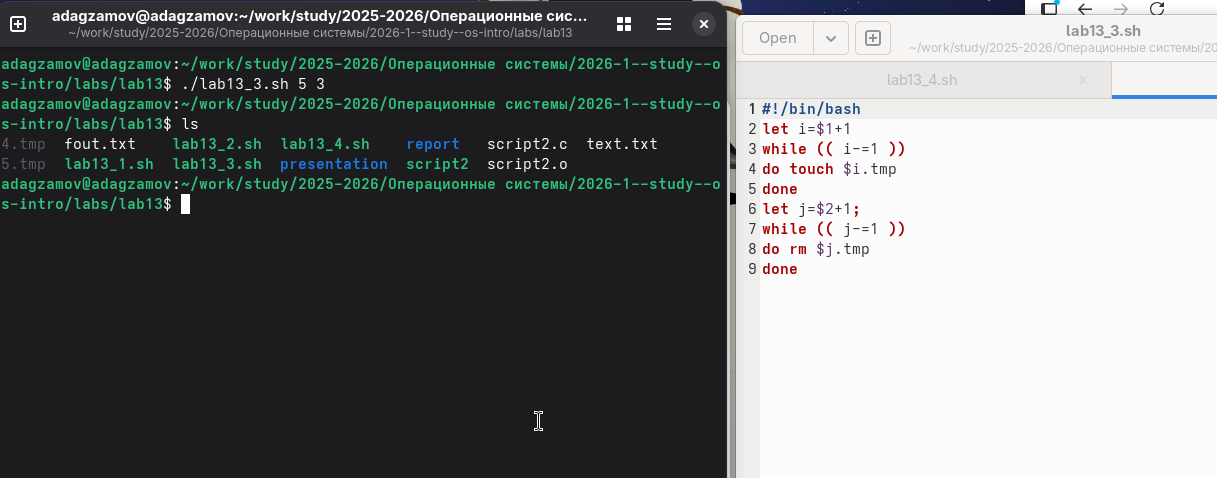 adagzamov@adagzamov:~/work/study/2025-2026/Операционные сис...
~/work/study/2025-2026/Операционные системы/2026-1--study--os-intro/labs/lab13
adagzamov@adagzamov:~/work/study/2025-2026/Операционные системы/2026-1--study--o
s-intro/labs/lab13$ ./lab13_3.sh 5 3
adagzamov@adagzamov:~/work/study/2025-2026/Операционные системы/2026-1--study--o
s-intro/labs/lab13$ ls
4.tmp fout.txt lab13_2.sh lab13_4.sh report script2.c text.txt
5.tmp lab13_1.sh lab13_3.sh presentation script2 script2.o
adagzamov@adagzamov:~/work/study/2025-2026/Операционные системы/2026-1--study--o
s-intro/labs/lab13$
Open
lab13_3.sh
~/work/study/2025-2026/Операционные системы/20
lab13_4.sh ×
1 #!/bin/bash
2 let i=$1+1
3 while (( i-=1 ))
4 do touch $i.tmp
5 done
6 let j=$2+1;
7 while (( j-=1 ))
8 do rm $j.tmp
9 done